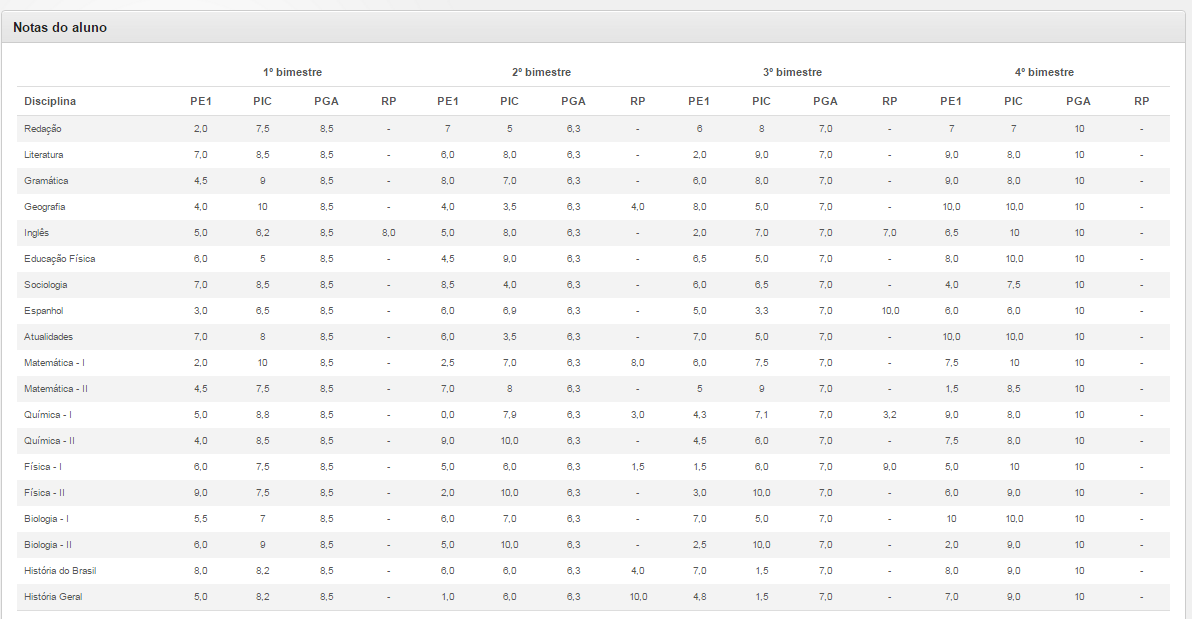 Notas do aluno
1º bimestre 2º bimestre 3º bimestre 4º bimestre
Disciplina PE1 PIC PGA RP PE1 PIC PGA RP PE1 PIC PGA RP PE1 PIC PGA RP
Redação 2,0 7,5 8,5 - 7 5 6,3 - 6 8 7,0 - 7 7 10 -
Literatura 7,0 8,5 8,5 - 6,0 8,0 6,3 - 2,0 9,0 7,0 - 9,0 8,0 10 -
Gramática 4,5 9 8,5 - 8,0 7,0 6,3 - 6,0 8,0 7,0 - 9,0 8,0 10 -
Geografia 4,0 10 8,5 - 4,0 3,5 6,3 4,0 8,0 5,0 7,0 - 10,0 10,0 10 -
Inglês 5,0 6,2 8,5 8,0 5,0 8,0 6,3 - 2,0 7,0 7,0 7,0 6,5 10 10 -
Educação Física 6,0 5 8,5 - 4,5 9,0 6,3 - 6,5 5,0 7,0 - 8,0 10,0 10 -
Sociologia 7,0 8,5 8,5 - 8,5 4,0 6,3 - 6,0 6,5 7,0 - 4,0 7,5 10 -
Espanhol 3,0 6,5 8,5 - 6,0 6,9 6,3 - 5,0 3,3 7,0 10,0 6,0 6,0 10 -
Atualidades 7,0 8 8,5 - 6,0 3,5 6,3 - 7,0 5,0 7,0 - 10,0 10,0 10 -
Matemática - I 2,0 10 8,5 - 2,5 7,0 6,3 8,0 6,0 7,5 7,0 - 7,5 10 10 -
Matemática - II 4,5 7,5 8,5 - 7,0 8 6,3 - 5 9 7,0 - 1,5 8,5 10 -
Química - I 5,0 8,8 8,5 - 0,0 7,9 6,3 3,0 4,3 7,1 7,0 3,2 9,0 8,0 10 -
Química - II 4,0 8,5 8,5 - 9,0 10,0 6,3 - 4,5 6,0 7,0 - 7,5 8,0 10 -
Física - I 6,0 7,5 8,5 - 5,0 6,0 6,3 1,5 1,5 6,0 7,0 9,0 5,0 10 10 -
Física - II 9,0 7,5 8,5 - 2,0 10,0 6,3 - 3,0 10,0 7,0 - 6,0 9,0 10 -
Biologia - I 5,5 7 8,5 - 6,0 7,0 6,3 - 7,0 5,0 7,0 - 10 10,0 10 -
Biologia - II 6,0 9 8,5 - 5,0 10,0 6,3 - 2,5 10,0 7,0 - 2,0 9,0 10 -
História do Brasil 8,0 8,2 8,5 - 6,0 6,0 6,3 4,0 7,0 1,5 7,0 - 8,0 9,0 10 -
História Geral 5,0 8,2 8,5 - 1,0 6,0 6,3 10,0 4,8 1,5 7,0 - 7,0 9,0 10 -